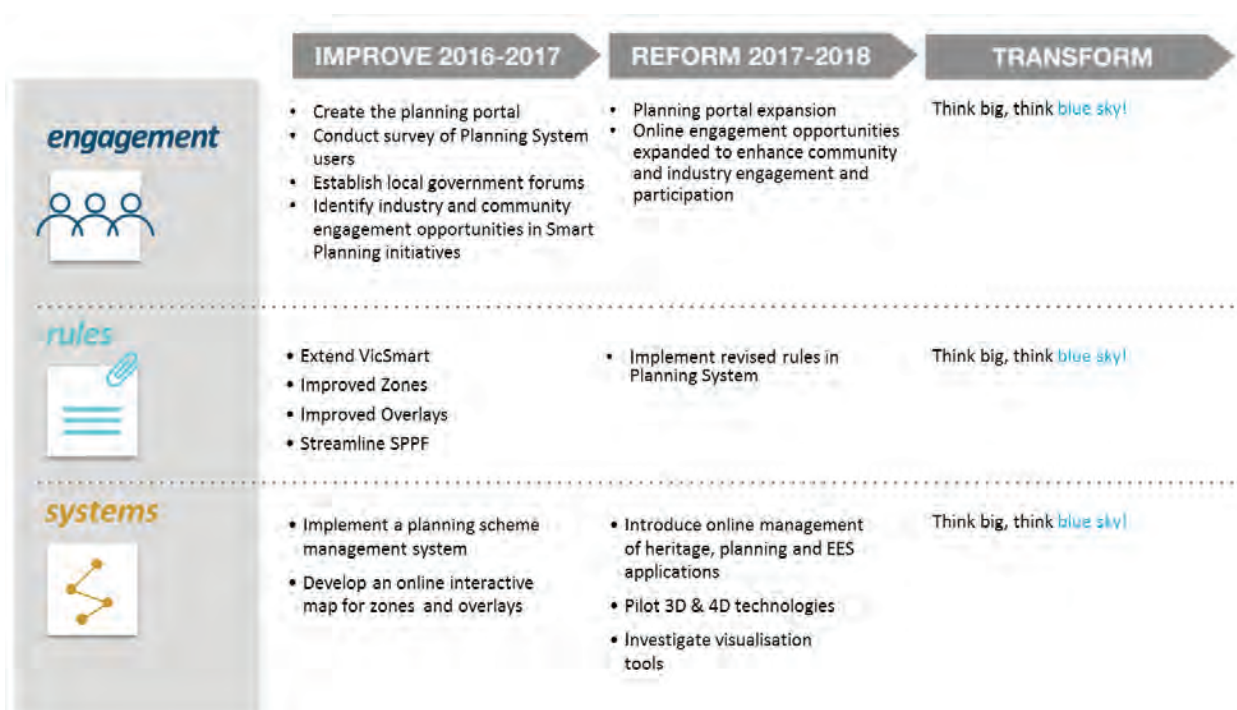 IMPROVE 2016-2017
REFORM 2017-2018
TRANSFORM
engagement
• Create the planning portal
• Conduct survey of Planning System
users
• Establish local government forums
• Identify industry and community
engagement opportunities in Smart
Planning initiatives
• Planning portal expansion
• Online engagement opportunities
expanded to enhance community
and industry engagement and
participation
Think big, think blue sky!
rules
• Extend VicSmart
• Improved Zones
• Improved Overlays
• Streamline SPPF
• Implement revised rules in
Planning System
Think big, think blue sky!
systems
• Implement a planning scheme
management system
• Develop an online interactive
map for zones and overlays
• Introduce online management
of heritage, planning and EES
applications
• Pilot 3D & 4D technologies
• Investigate visualisation
tools
Think big, think blue sky!